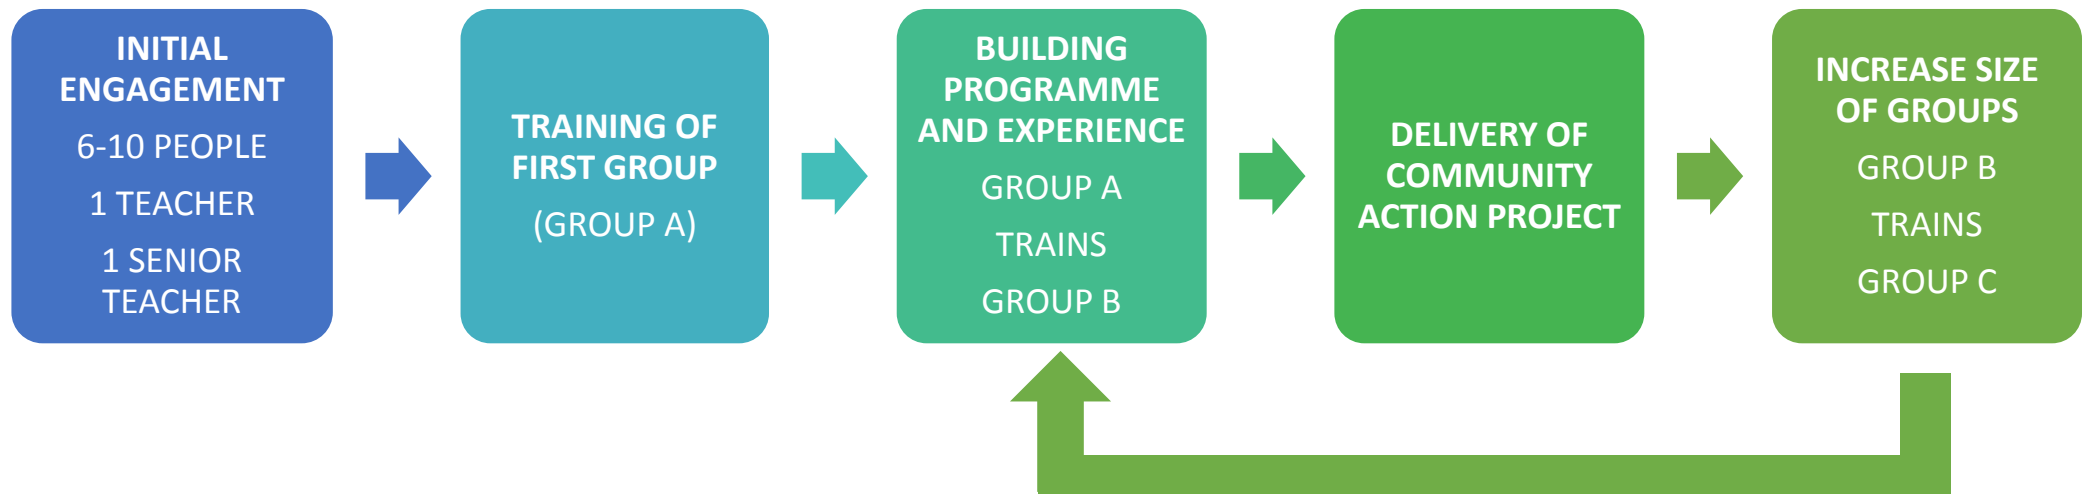 INITIAL
ENGAGEMENT
6-10 PEOPLE
1 TEACHER
1 SENIOR
TEACHER
TRAINING OF
FIRST GROUP
(GROUP A)
BUILDING
PROGRAMME
AND EXPERIENCE
GROUP A
TRAINS
GROUP B
DELIVERY OF
COMMUNITY
ACTION PROJECT
INCREASE SIZE
OF GROUPS
GROUP B
TRAINS
GROUP C